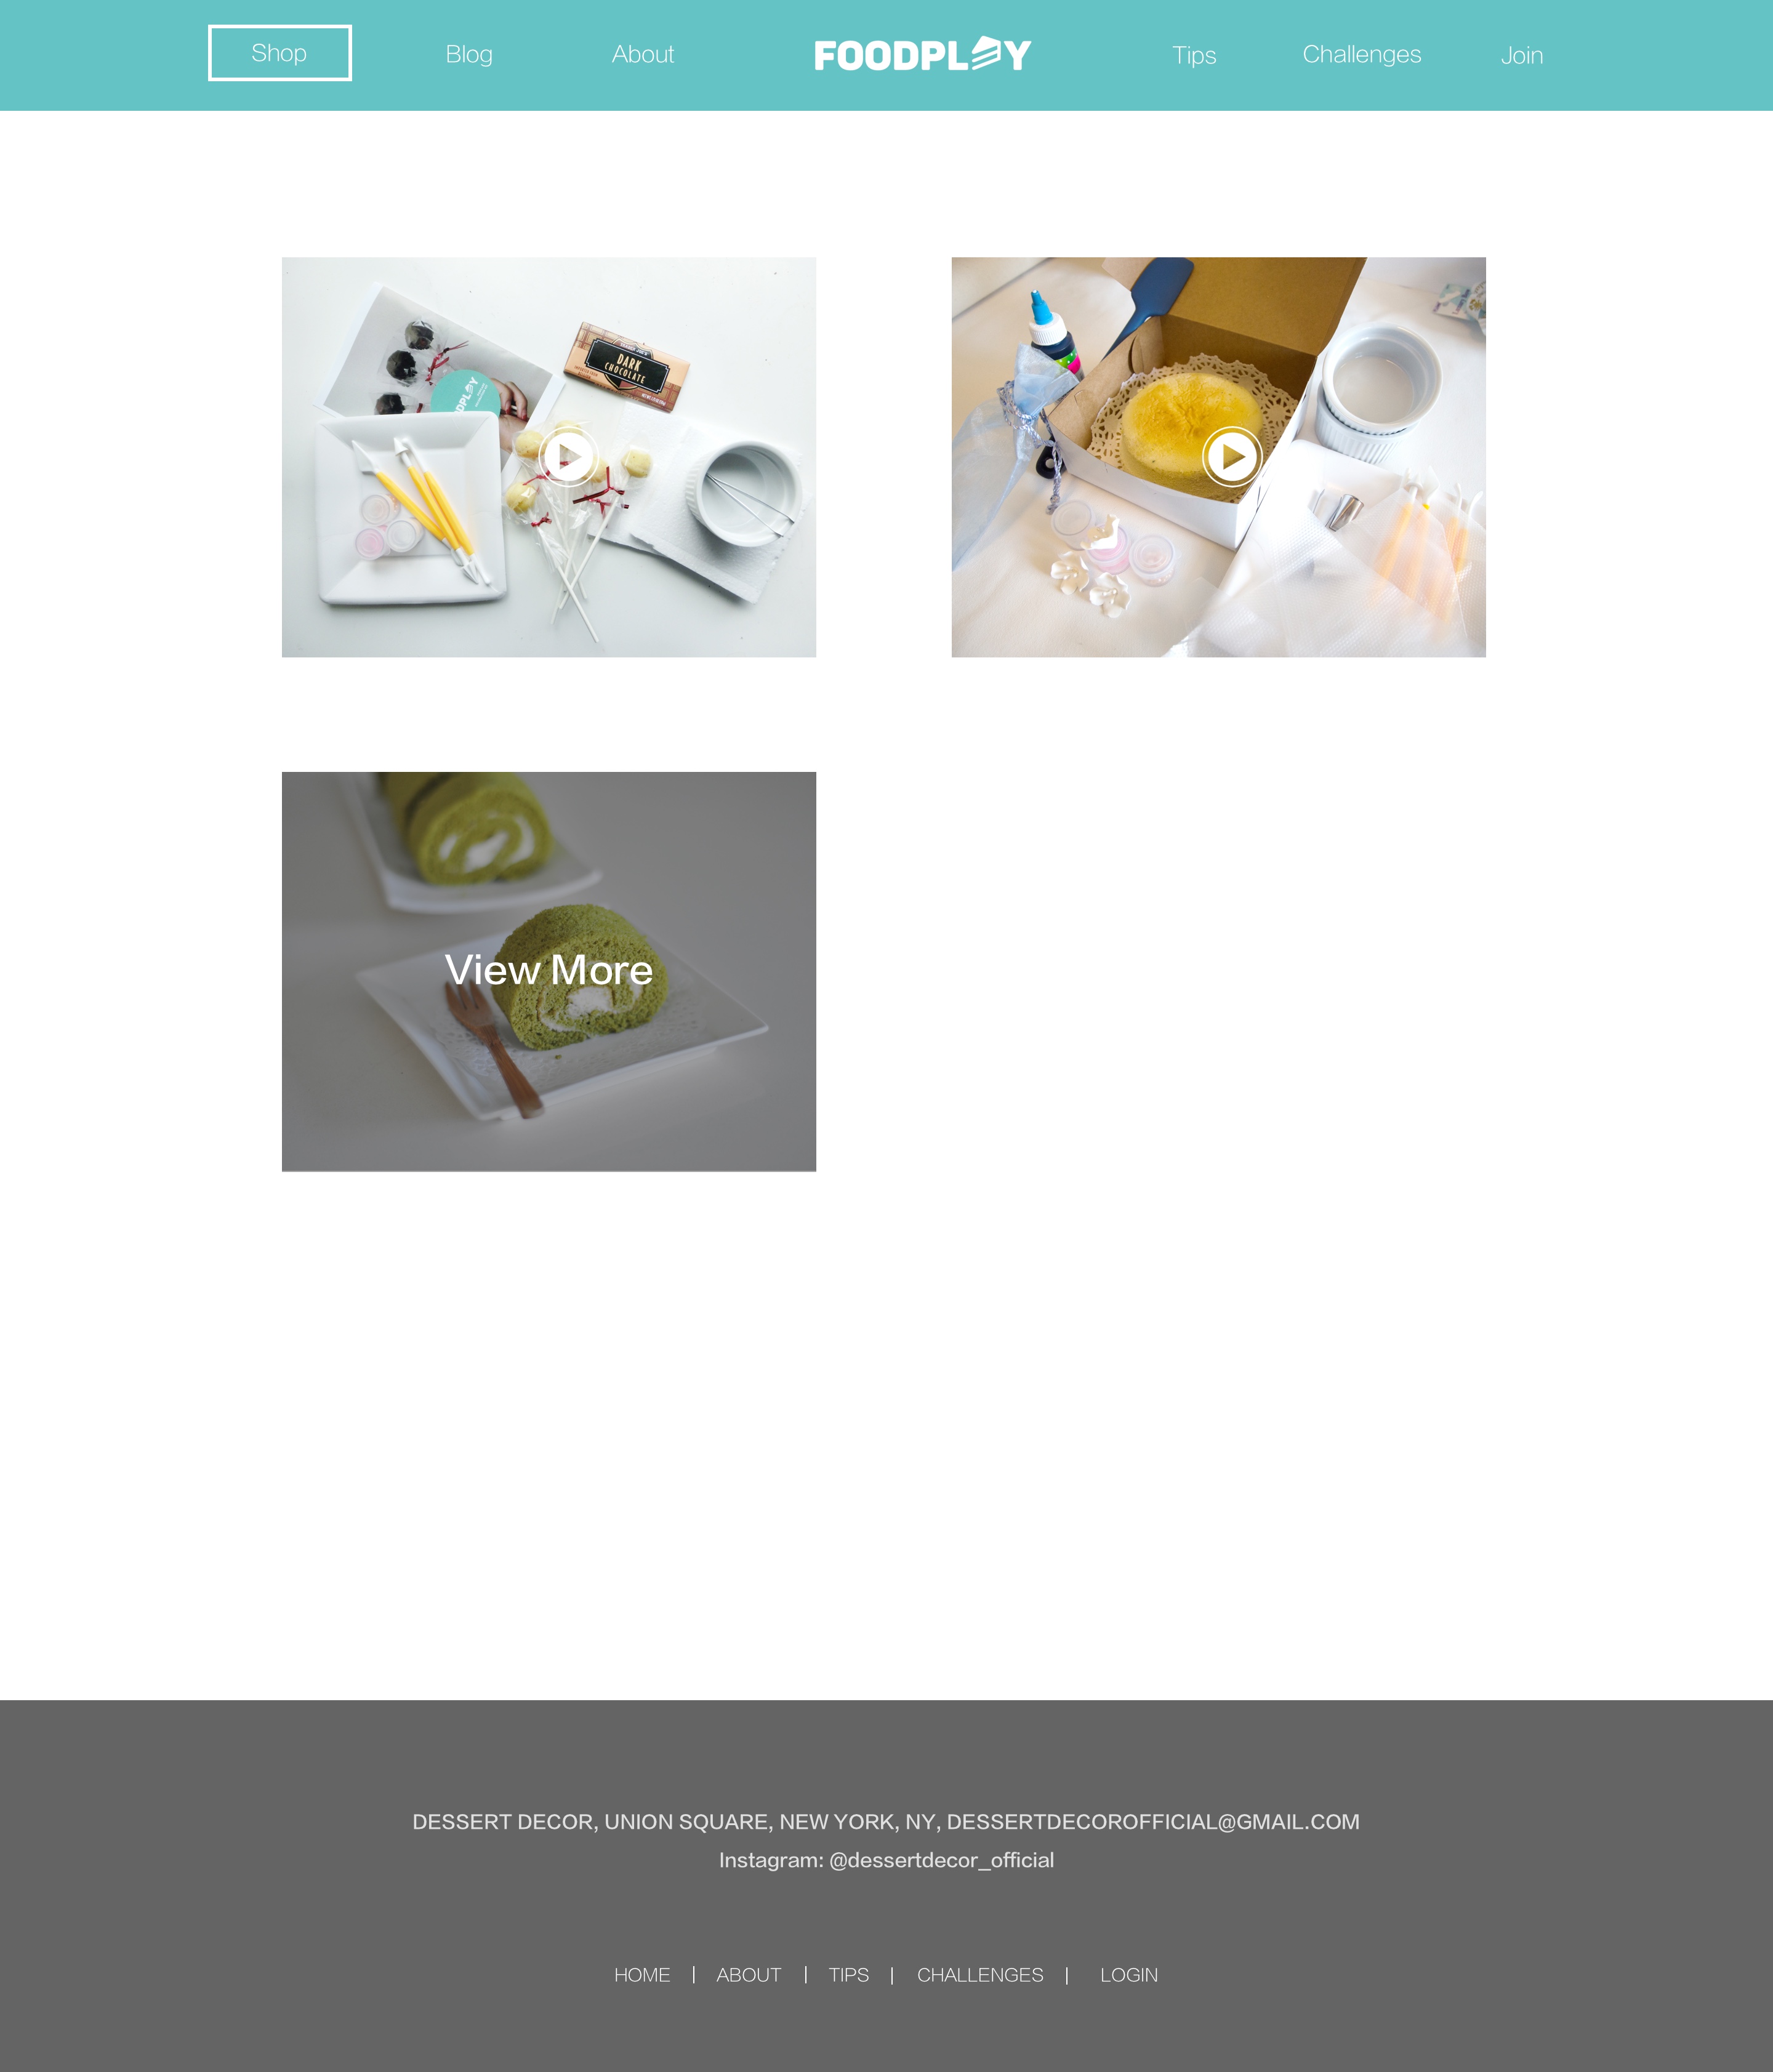 Shop Blog About FOODPLAY Tips Challenges Join
DARK
CHOCOLATE
View More
DESSERT DECOR, UNION SQUARE, NEW YORK, NY, DESSERTDECOROFFICIAL@GMAIL.COM
Instagram: @dessertdecor_official
HOME | ABOUT | TIPS | CHALLENGES | LOGIN